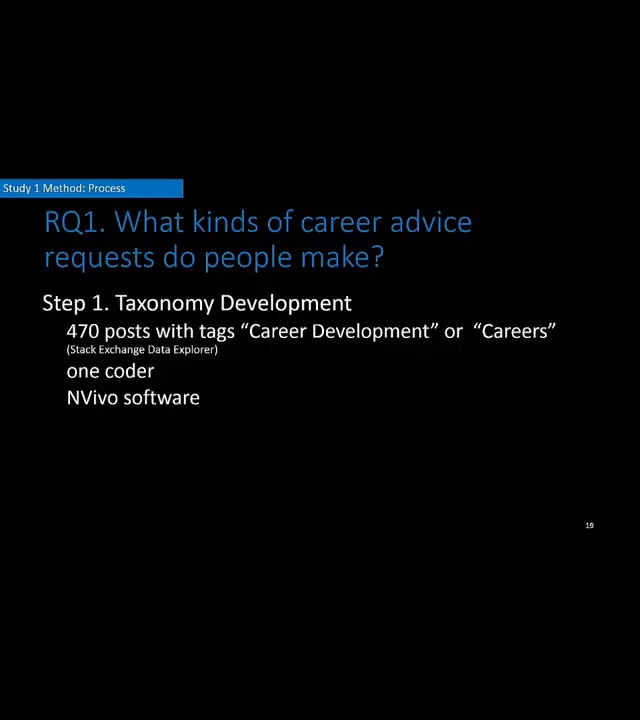 Study 1 Method: Process
RQ1. What kinds of career advice
requests do people make?
Step 1. Taxonomy Development
470 posts with tags “Career Development” or “Careers”
(Stack Exchange Data Explorer)
one coder
NVivo software
19